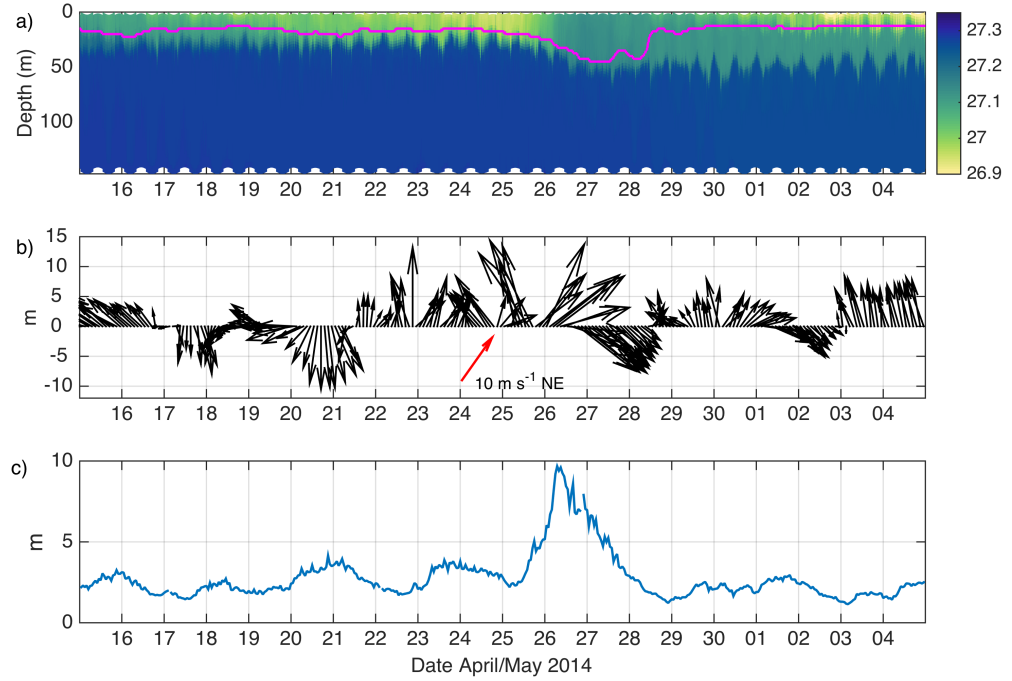 a)
Depth (m)
0
50
100
16 17 18 19 20 21 22 23 24 25 26 27 28 29 30 01 02 03 04
27.3
27.2
27.1
27
26.9
b)
m
15
10
5
0
-5
-10
10 m s⁻¹ NE
16 17 18 19 20 21 22 23 24 25 26 27 28 29 30 01 02 03 04
c)
m
10
5
0
16 17 18 19 20 21 22 23 24 25 26 27 28 29 30 01 02 03 04
Date April/May 2014